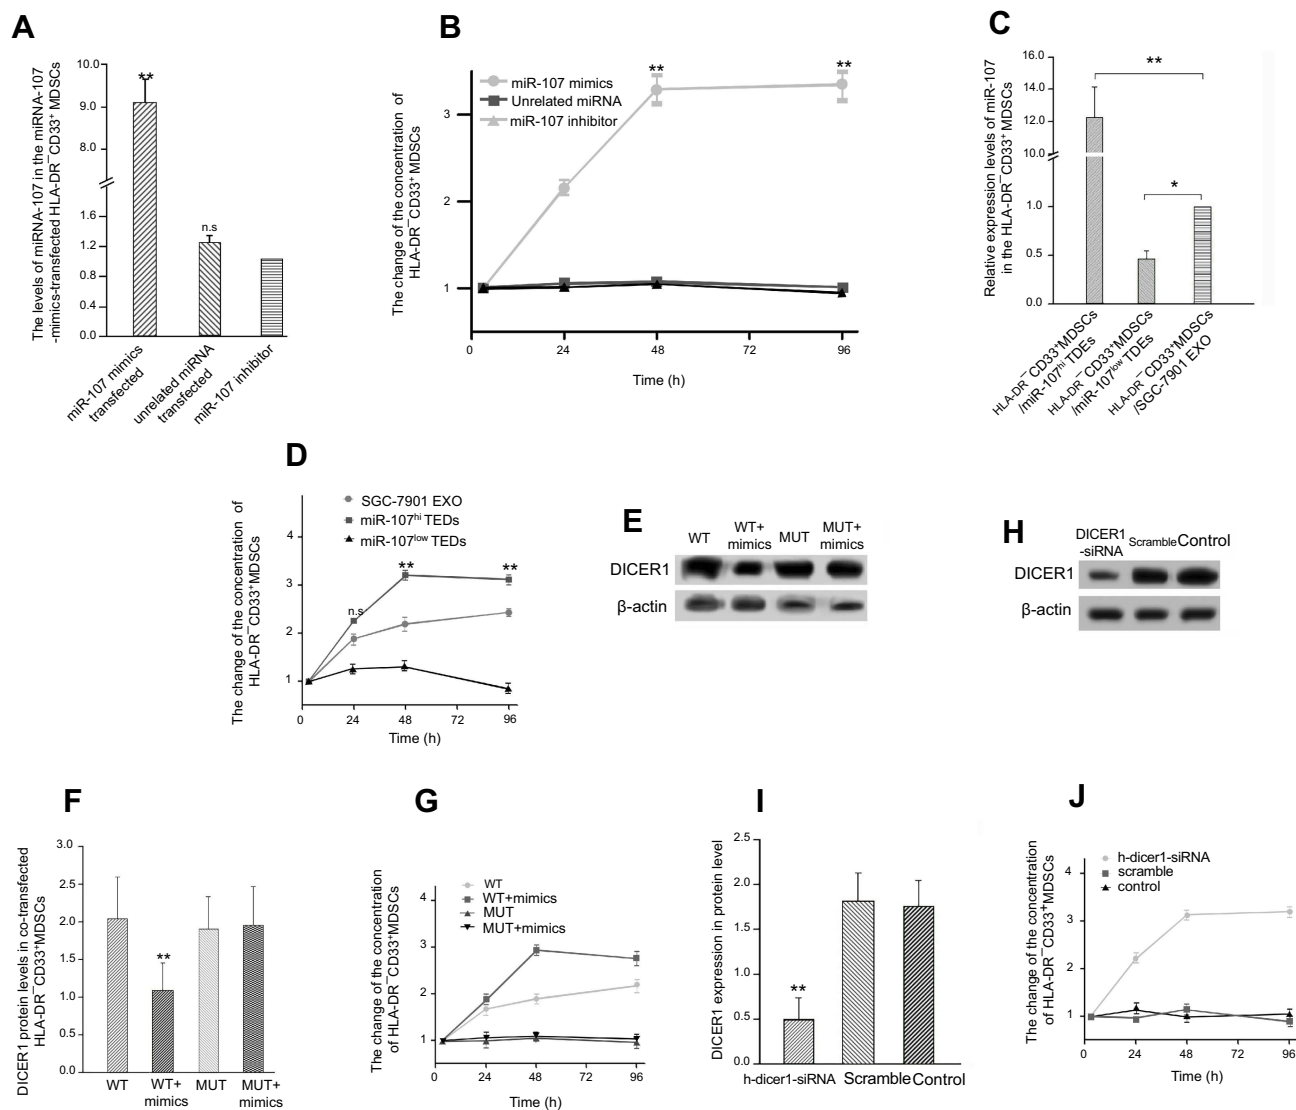 A
The levels of miRNA-107 in the miRNA-107
-mimics-transfected HLA-DR⁻CD33⁺ MDSCs
10.0
9.0
8.0
1.6
1.2
0.8
0.4
0.0
**
n.s
miR-107 mimics
transfected
unrelated miRNA
transfected
miR-107 inhibitor
B
The change of the concentration of
HLA-DR⁻CD33⁺ MDSCs
3
2
1
miR-107 mimics
Unrelated miRNA
miR-107 inhibitor
**
**
0
24
48
72
96
Time (h)
C
Relative expression levels of miR-107
in the HLA-DR⁻CD33⁺ MDSCs
16.0
14.0
12.0
10.0
1.0
0.5
0.0
**
*
HLA-DR⁻CD33⁺MDSCs
/miR-107ʰⁱ TDEs
HLA-DR⁻CD33⁺MDSCs
/miR-107ˡᵒʷ TDEs
HLA-DR⁻CD33⁺MDSCs
/SGC-7901 EXO
D
The change of the concentration of
HLA-DR⁻CD33⁺MDSCs
4
3
2
1
SGC-7901 EXO
miR-107ʰⁱ TEDs
miR-107ˡᵒʷ TEDs
n.s
**
**
0
24
48
72
96
Time (h)
E
WT
WT+
mimics
MUT
MUT+
mimics
DICER1
β-actin
H
DICER1
-siRNA
Scramble
Control
DICER1
β-actin
F
DICER1 protein levels in co-transfected
HLA-DR⁻CD33⁺MDSCs
3.0
2.5
2.0
1.5
1.0
0.5
0.0
**
WT
WT+
mimics
MUT
MUT+
mimics
G
The change of the concentration
of HLA-DR⁻CD33⁺MDSCs
4
3
2
1
WT
WT+mimics
MUT
MUT+mimics
0
24
48
72
96
Time (h)
I
DICER1 expression in protein level
2.5
2.0
1.5
1.0
0.5
0.0
**
h-dicer1-siRNA
Scramble
Control
J
The change of the concentration
of HLA-DR⁻CD33⁺MDSCs
4
3
2
1
h-dicer1-siRNA
scramble
control
0
24
48
72
96
Time (h)